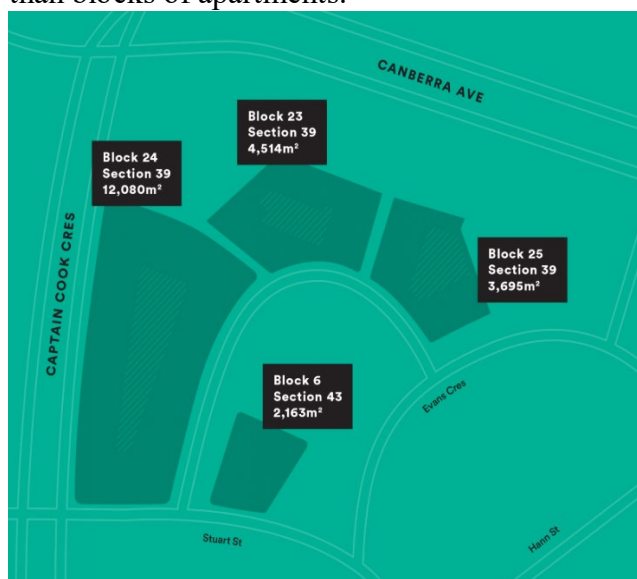 than blocks of apartments.
CANBERRA AVE
Block 23
Section 39
4,514m²
Block 24
Section 39
12,080m²
CAPTAIN COOK CRES
Block 25
Section 39
3,695m²
Block 6
Section 43
2,163m²
Evans Cres
Stuart St
Hann St